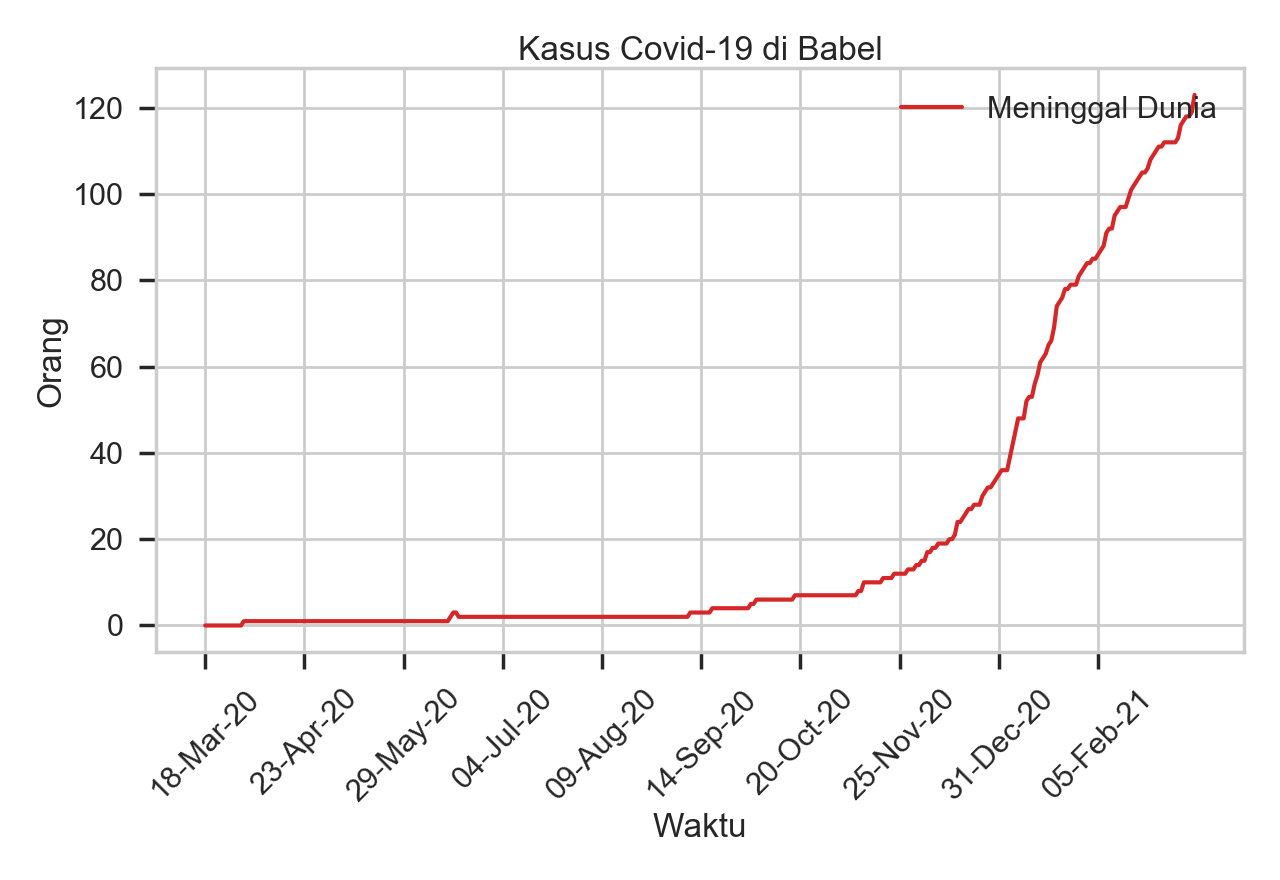 Kasus Covid-19 di Babel
Meninggal Dunia
120
100
80
60
40
20
0
Orang
18-Mar-20
23-Apr-20
29-May-20
04-Jul-20
09-Aug-20
14-Sep-20
20-Oct-20
25-Nov-20
31-Dec-20
05-Feb-21
Waktu